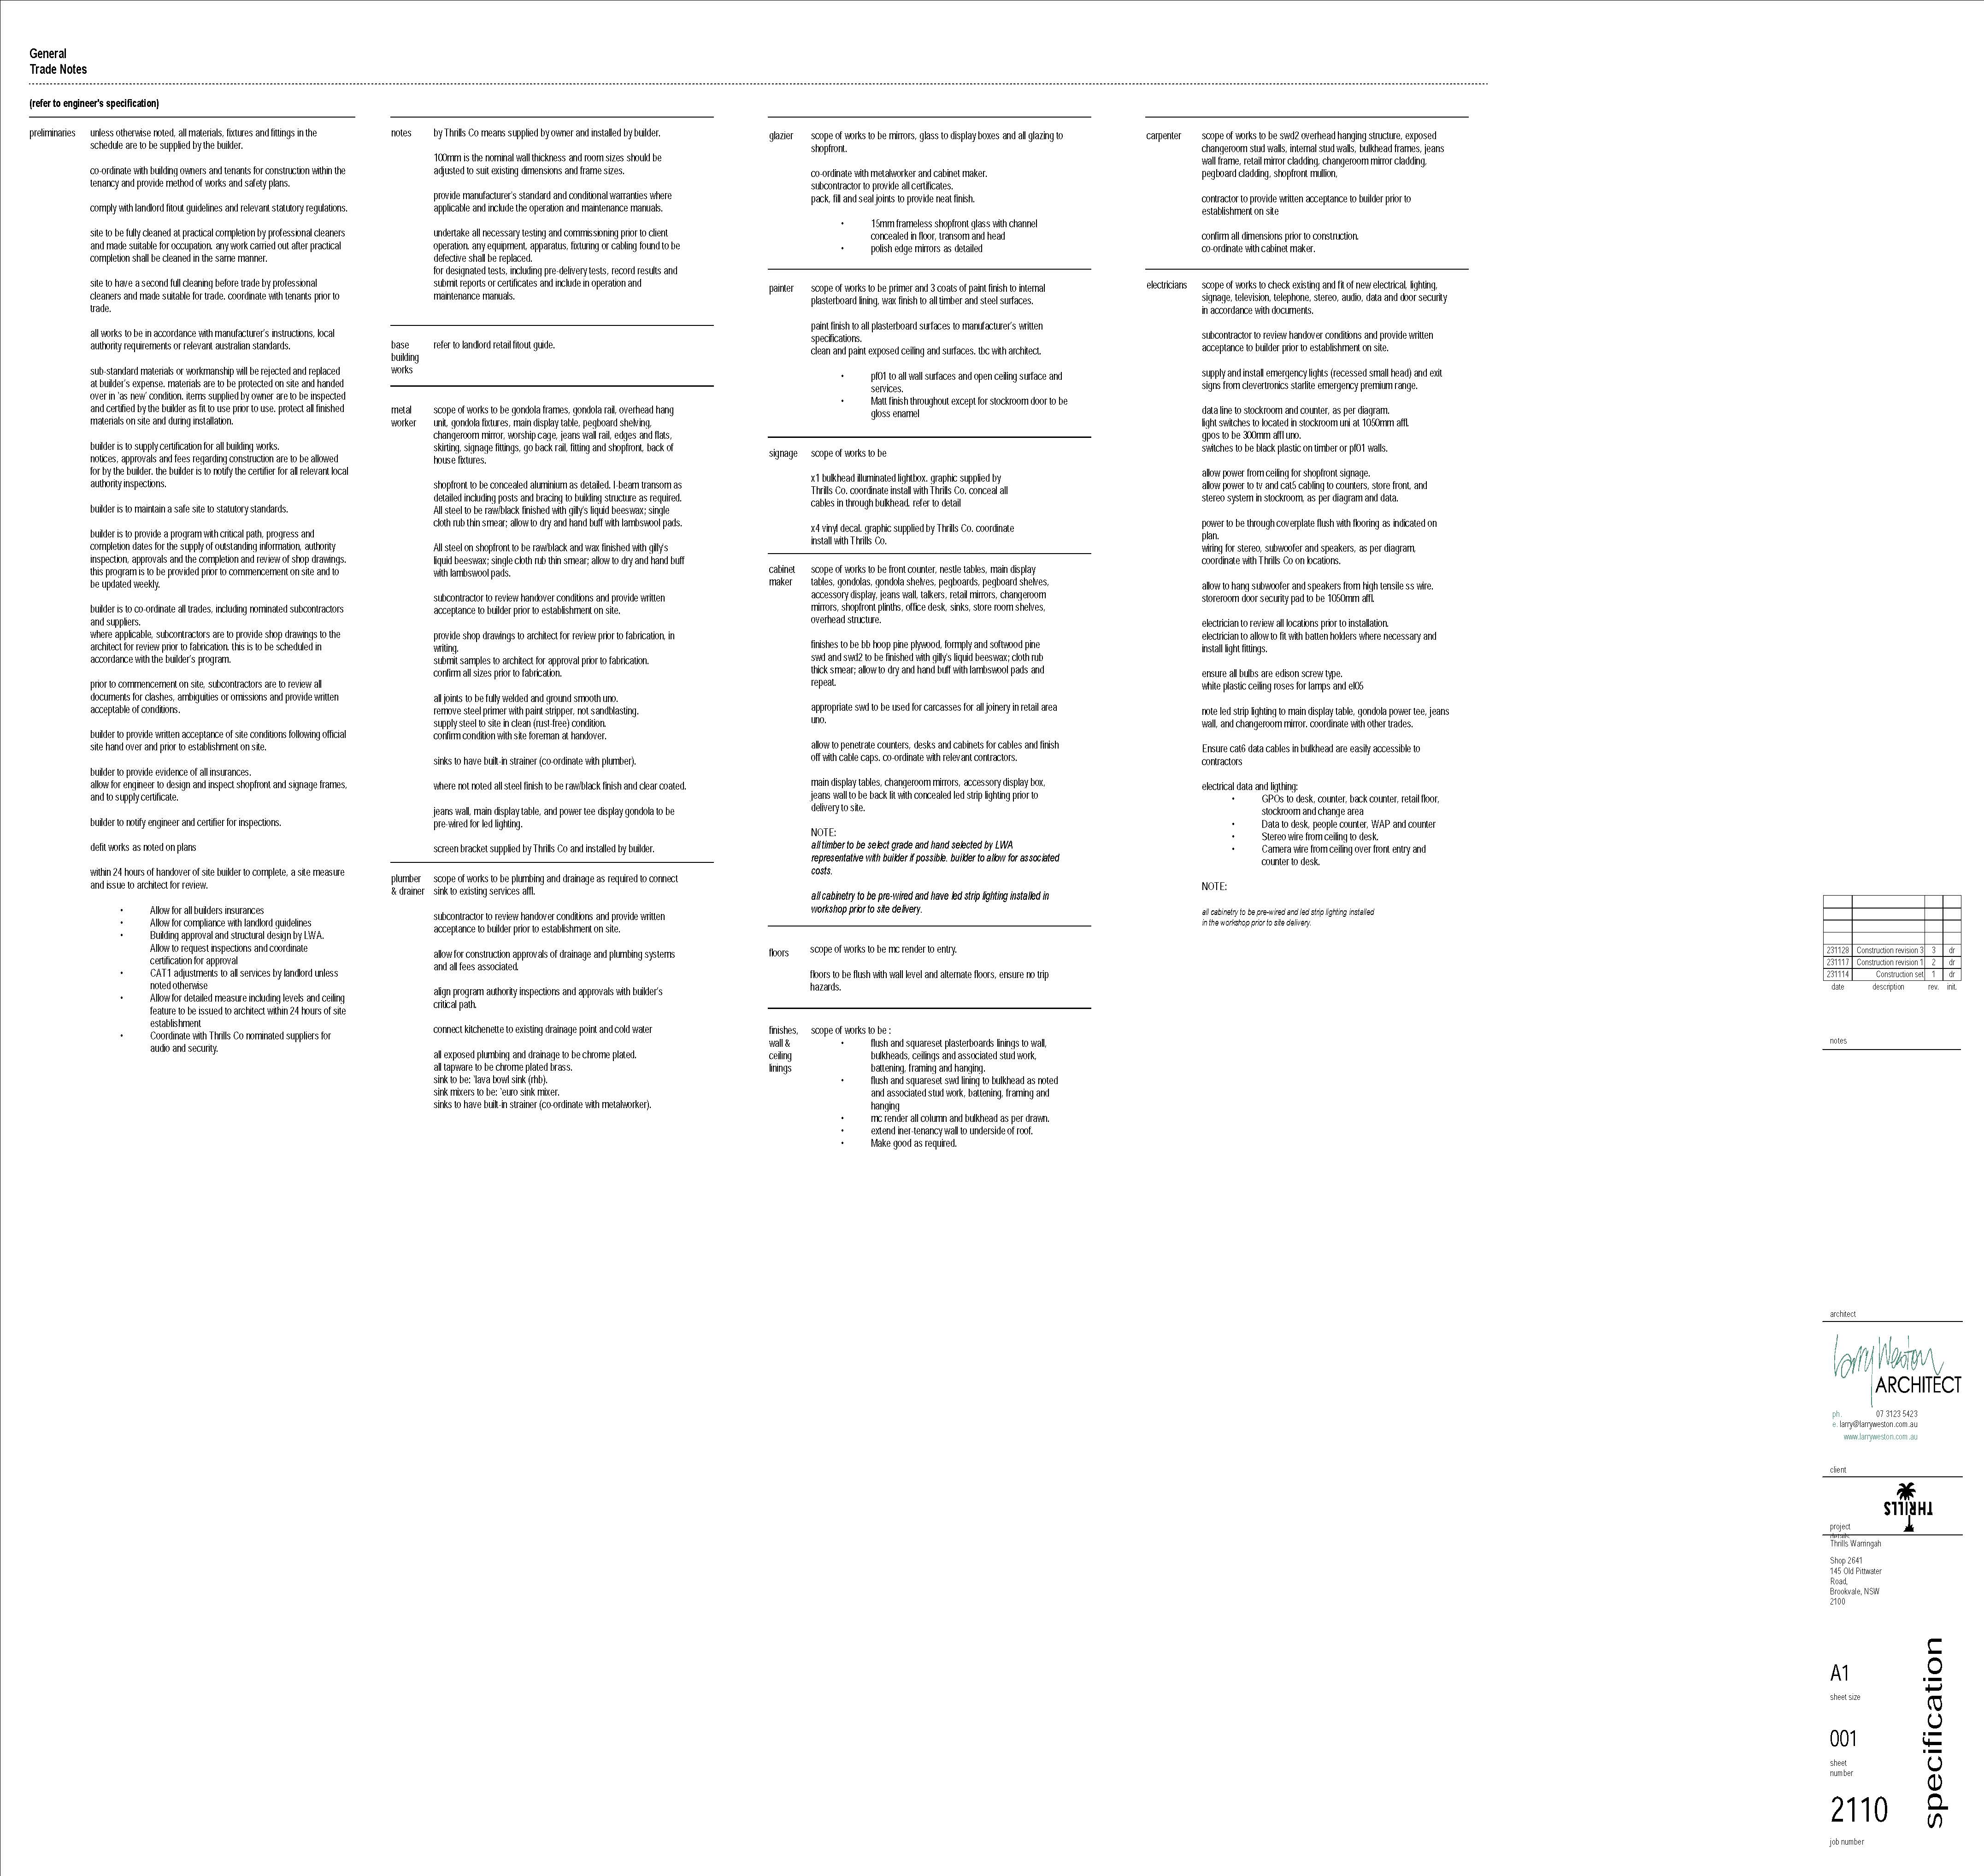 General
Trade Notes
(refer to engineer's specification)
preliminaries
unless otherwise noted, all materials, fixtures and fittings in the
schedule are to be supplied by the builder.
co-ordinate with building owners and tenants for construction within the
tenancy and provide method of works and safety plans.
comply with landlord fitout guidelines and relevant statutory regulations.
site to be fully cleaned at practical completion by professional cleaners
and made suitable for occupation. any work carried out after practical
completion shall be cleaned in the same manner.
site to have a second full cleaning before trade by professional
cleaners and made suitable for trade. coordinate with tenants prior to
trade.
all works to be in accordance with manufacturer's instructions, local
authority requirements or relevant australian standards.
sub-standard materials or workmanship will be rejected and replaced
at builder's expense. materials are to be protected on site and handed
over in 'as new' condition. items supplied by owner are to be inspected
and certified by the builder as fit to use prior to use. protect all finished
materials on site and during installation.
builder is to supply certification for all building works.
notices, approvals and fees regarding construction are to be allowed
for by the builder. the builder is to notify the certifier for all relevant local
authority inspections.
builder is to maintain a safe site to statutory standards.
builder is to provide a program with critical path, progress and
completion dates for the supply of outstanding information, authority
inspection, approvals and the completion and review of shop drawings.
this program is to be provided prior to commencement on site and to
be updated weekly.
builder is to co-ordinate all trades, including nominated subcontractors
and suppliers.
where applicable, subcontractors are to provide shop drawings to the
architect for review prior to fabrication. this is to be scheduled in
accordance with the builder's program.
prior to commencement on site, subcontractors are to review all
documents for clashes, ambiguities or omissions and provide written
acceptable of conditions.
builder to provide written acceptance of site conditions following official
site hand over and prior to establishment on site.
builder to provide evidence of all insurances.
allow for engineer to design and inspect shopfront and signage frames,
and to supply certificate.
builder to notify engineer and certifier for inspections.
defit works as noted on plans
within 24 hours of handover of site builder to complete, a site measure
and issue to architect for review.
• Allow for all builders insurances
• Allow for compliance with landlord guidelines
• Building approval and structural design by LWA.
Allow to request inspections and coordinate
certification for approval
• CAT1 adjustments to all services by landlord unless
noted otherwise
• Allow for detailed measure including levels and ceiling
feature to be issued to architect within 24 hours of site
establishment
• Coordinate with Thrills Co nominated suppliers for
audio and security.
notes
by Thrills Co means supplied by owner and installed by builder.
100mm is the nominal wall thickness and room sizes should be
adjusted to suit existing dimensions and frame sizes.
provide manufacturer's standard and conditional warranties where
applicable and include the operation and maintenance manuals.
undertake all necessary testing and commissioning prior to client
operation. any equipment, apparatus, fixturing or cabling found to be
defective shall be replaced.
for designated tests, including pre-delivery tests, record results and
submit reports or certificates and include in operation and
maintenance manuals.
base
building
works
refer to landlord retail fitout guide.
metal
worker
scope of works to be gondola frames, gondola rail, overhead hang
unit, gondola fixtures, main display table, pegboard shelving,
changeroom mirror, worship cage, jeans wall rail, edges and flats,
skirting, signage fittings, go back rail, fitting and shopfront, back of
house fixtures.
shopfront to be concealed aluminium as detailed. I-beam transom as
detailed including posts and bracing to building structure as required.
All steel to be raw/black finished with gilly's liquid beeswax; single
cloth rub thin smear; allow to dry and hand buff with lambswool pads.
All steel on shopfront to be raw/black and wax finished with gilly's
liquid beeswax; single cloth rub thin smear; allow to dry and hand buff
with lambswool pads.
subcontractor to review handover conditions and provide written
acceptance to builder prior to establishment on site.
provide shop drawings to architect for review prior to fabrication, in
writing.
submit samples to architect for approval prior to fabrication.
confirm all sizes prior to fabrication.
all joints to be fully welded and ground smooth uno.
remove steel primer with paint stripper, not sandblasting.
supply steel to site in clean (rust-free) condition.
confirm condition with site foreman at handover.
sinks to have built-in strainer (co-ordinate with plumber).
where not noted all steel finish to be raw/black finish and clear coated.
jeans wall, main display table, and power tee display gondola to be
pre-wired for led lighting.
screen bracket supplied by Thrills Co and installed by builder.
plumber
& drainer
scope of works to be plumbing and drainage as required to connect
sink to existing services affl.
subcontractor to review handover conditions and provide written
acceptance to builder prior to establishment on site.
allow for construction approvals of drainage and plumbing systems
and all fees associated.
align program authority inspections and approvals with builder's
critical path.
connect kitchenette to existing drainage point and cold water
all exposed plumbing and drainage to be chrome plated.
all tapware to be chrome plated brass.
sink to be: 'lava bowl sink (rhb).
sink mixers to be: 'euro sink mixer.
sinks to have built-in strainer (co-ordinate with metalworker).
glazier
scope of works to be mirrors, glass to display boxes and all glazing to
shopfront.
co-ordinate with metalworker and cabinet maker.
subcontractor to provide all certificates.
pack, fill and seal joints to provide neat finish.
• 15mm frameless shopfront glass with channel
concealed in floor, transom and head
• polish edge mirrors as detailed
painter
scope of works to be primer and 3 coats of paint finish to internal
plasterboard lining. wax finish to all timber and steel surfaces.
paint finish to all plasterboard surfaces to manufacturer's written
specifications.
clean and paint exposed ceiling and surfaces. tbc with architect.
• pf01 to all wall surfaces and open ceiling surface and
services.
• Matt finish throughout except for stockroom door to be
gloss enamel
signage
scope of works to be
x1 bulkhead illuminated lightbox. graphic supplied by
Thrills Co. coordinate install with Thrills Co. conceal all
cables in through bulkhead. refer to detail
x4 vinyl decal. graphic supplied by Thrills Co. coordinate
install with Thrills Co.
cabinet
maker
scope of works to be front counter, nestle tables, main display
tables, gondolas, gondola shelves, pegboards, pegboard shelves,
accessory display, jeans wall, talkers, retail mirrors, changeroom
mirrors, shopfront plinths, office desk, sinks, store room shelves,
overhead structure.
finishes to be bb hoop pine plywood, formply and softwood pine
swd and swd2 to be finished with gilly's liquid beeswax; cloth rub
thick smear; allow to dry and hand buff with lambswool pads and
repeat.
appropriate swd to be used for carcasses for all joinery in retail area
uno.
allow to penetrate counters, desks and cabinets for cables and finish
off with cable caps. co-ordinate with relevant contractors.
main display tables, changeroom mirrors, accessory display box,
jeans wall to be back fit with concealed led strip lighting prior to
delivery to site.
NOTE:
all timber to be select grade and hand selected by LWA
representative with builder if possible. builder to allow for associated
costs.
all cabinetry to be pre-wired and have led strip lighting installed in
workshop prior to site delivery.
floors
scope of works to be mc render to entry.
floors to be flush with wall level and alternate floors, ensure no trip
hazards.
finishes,
wall &
ceiling
linings
scope of works to be :
• flush and squareset plasterboards linings to wall,
bulkheads, ceilings and associated stud work,
battening, framing and hanging.
• flush and squareset swd lining to bulkhead as noted
and associated stud work, battening, framing and
hanging
• mc render all column and bulkhead as per drawn.
• extend iner-tenancy wall to underside of roof.
• Make good as required.
carpenter
scope of works to be swd2 overhead hanging structure, exposed
changeroom stud walls, internal stud walls, bulkhead frames, jeans
wall frame, retail mirror cladding, changeroom mirror cladding,
pegboard cladding, shopfront mullion,
contractor to provide written acceptance to builder prior to
establishment on site
confirm all dimensions prior to construction.
co-ordinate with cabinet maker.
electricians
scope of works to check existing and fit of new electrical. lighting,
signage, television, telephone, stereo, audio, data and door security
in accordance with documents.
subcontractor to review handover conditions and provide written
acceptance to builder prior to establishment on site.
supply and install emergency lights (recessed small head) and exit
signs from clevertronics starlite emergency premium range.
data line to stockroom and counter, as per diagram.
light switches to located in stockroom uni at 1050mm affl.
gpos to be 300mm affl uno.
switches to be black plastic on timber or pf01 walls.
allow power from ceiling for shopfront signage.
allow power to tv and cat5 cabling to counters, store front, and
stereo system in stockroom, as per diagram and data.
power to be through coverplate flush with flooring as indicated on
plan.
wiring for stereo, subwoofer and speakers, as per diagram,
coordinate with Thrills Co on locations.
allow to hang subwoofer and speakers from high tensile ss wire.
storeroom door security pad to be 1050mm affl.
electrician to review all locations prior to installation.
electrician to allow to fit with batten holders where necessary and
install light fittings.
ensure all bulbs are edison screw type.
white plastic ceiling roses for lamps and el05
note led strip lighting to main display table, gondola power tee, jeans
wall, and changeroom mirror. coordinate with other trades.
Ensure cat6 data cables in bulkhead are easily accessible to
contractors
electrical data and ligthing:
• GPOs to desk, counter, back counter, retail floor,
stockroom and change area
• Data to desk, people counter, WAP and counter
• Stereo wire from ceiling to desk.
• Camera wire from ceiling over front entry and
counter to desk.
NOTE:
all cabinetry to be pre-wired and led strip lighting installed
in the workshop prior to site delivery.
231128 Construction revision 3 3 dr
231117 Construction revision 1 2 dr
231114 Construction set 1 dr
date description rev. init.
notes
architect
Larry Weston
ARCHITECT
ph. 07 3123 5423
e. larry@larryweston.com.au
www.larryweston.com.au
client
THRILLS
project
details
Thrills Warringah
Shop 2641
145 Old Pittwater
Road,
Brookvale, NSW
2100
A1
sheet size
001
sheet
number
2110
job number
specification